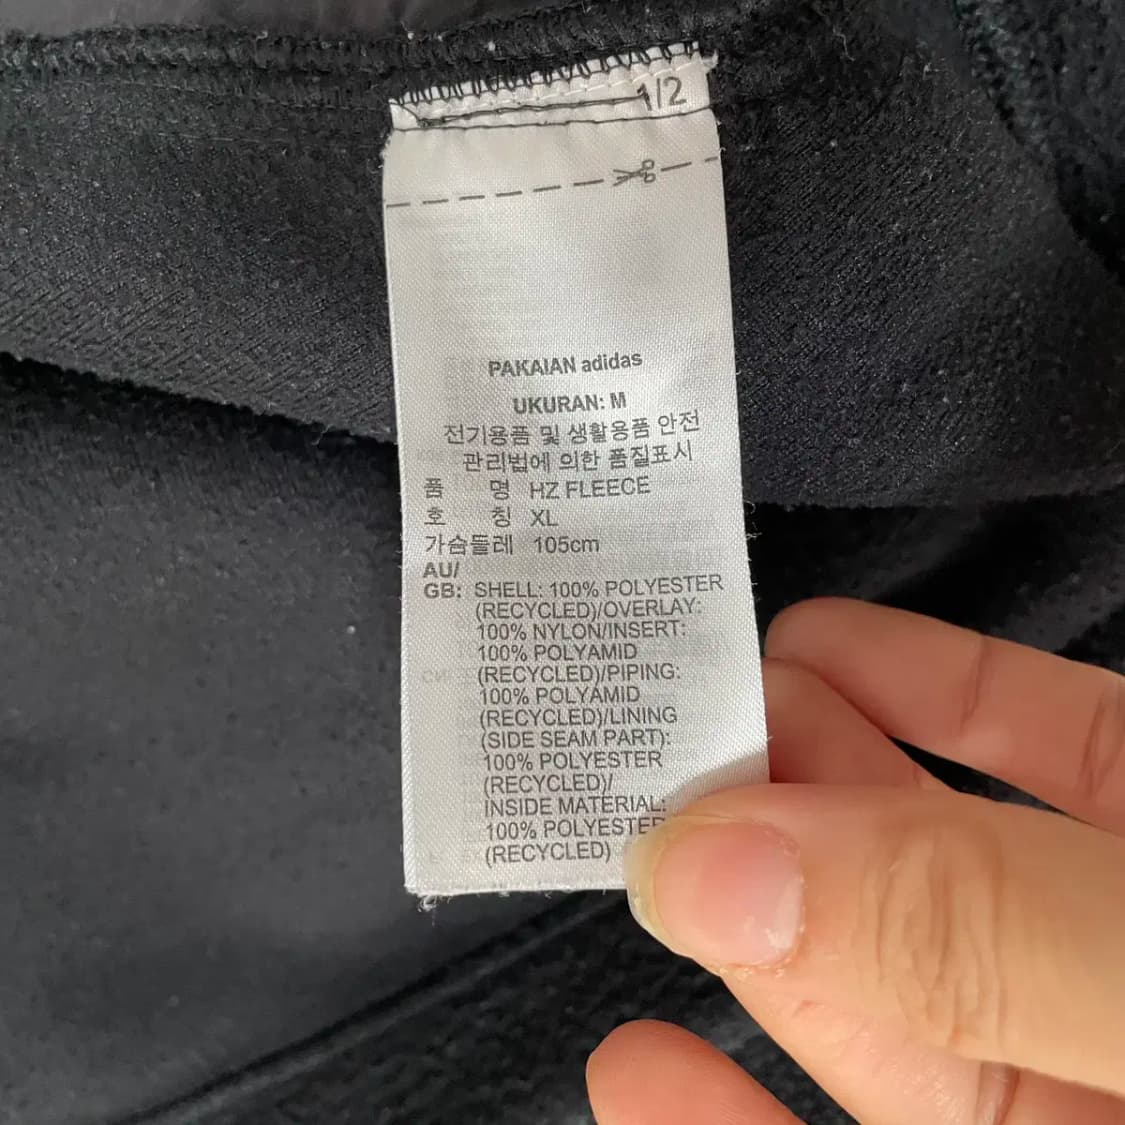 1/2
PAKAIAN adidas
UKURAN: M
전기용품 및 생활용품 안전
관리법에 의한 품질표시
품 명 HZ FLEECE
호 칭 XL
가슴둘레 105cm
AU/
GB: SHELL: 100% POLYESTER
(RECYCLED)/OVERLAY:
100% NYLON/INSERT:
100% POLYAMID
(RECYCLED)/PIPING:
100% POLYAMID
(RECYCLED)/LINING
(SIDE SEAM PART):
100% POLYESTER
(RECYCLED)/
INSIDE MATERIAL:
100% POLYESTER
(RECYCLED)